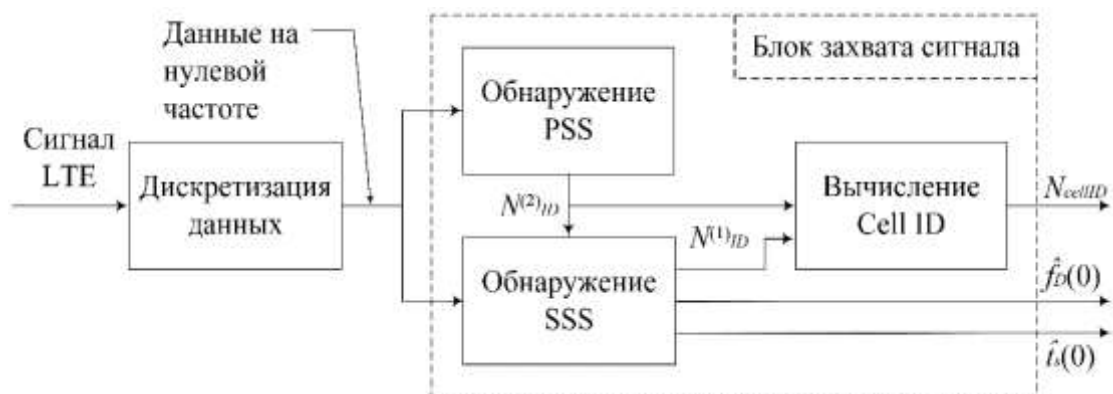 Данные на
нулевой
частоте
Блок захвата сигнала
Сигнал
LTE
Дискретизация
данных
Обнаружение
PSS
N⁽²⁾ID
N⁽¹⁾ID
Обнаружение
SSS
Вычисление
Cell ID
NcellID
f̂D(0)
t̂s(0)